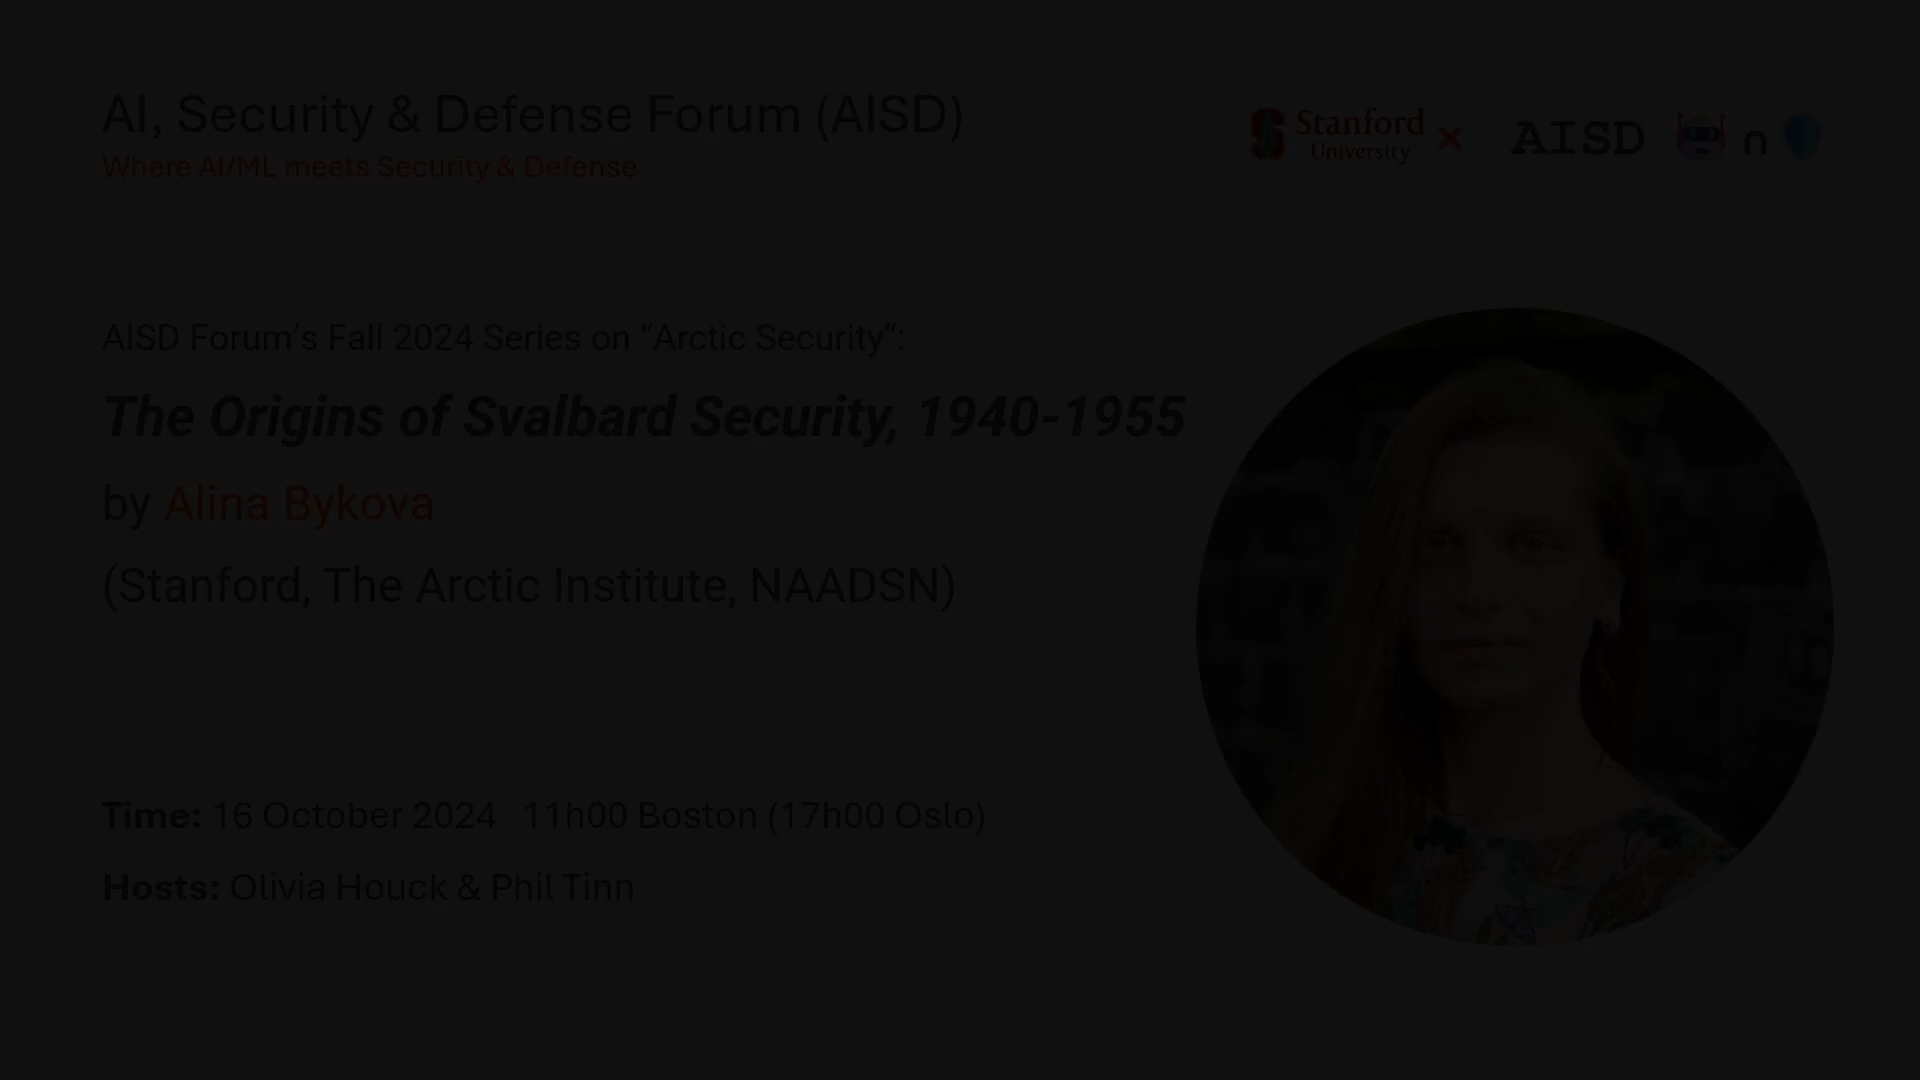 AI, Security & Defense Forum (AISD)
Where AI/ML meets Security & Defense
Stanford University × AISD n
AISD Forum’s Fall 2024 Series on “Arctic Security”:
The Origins of Svalbard Security, 1940-1955
by Alina Bykova
(Stanford, The Arctic Institute, NAADSN)
Time: 16 October 2024 11h00 Boston (17h00 Oslo)
Hosts: Olivia Houck & Phil Tinn